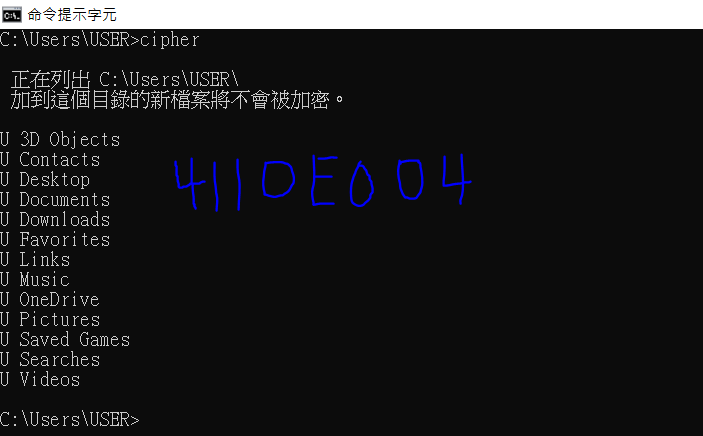 命令提示字元
C:\Users\USER>cipher
正在列出 C:\Users\USER\
加到這個目錄的新檔案將不會被加密。
U 3D Objects
U Contacts
U Desktop
411DE004
U Documents
U Downloads
U Favorites
U Links
U Music
U OneDrive
U Pictures
U Saved Games
U Searches
U Videos
C:\Users\USER>